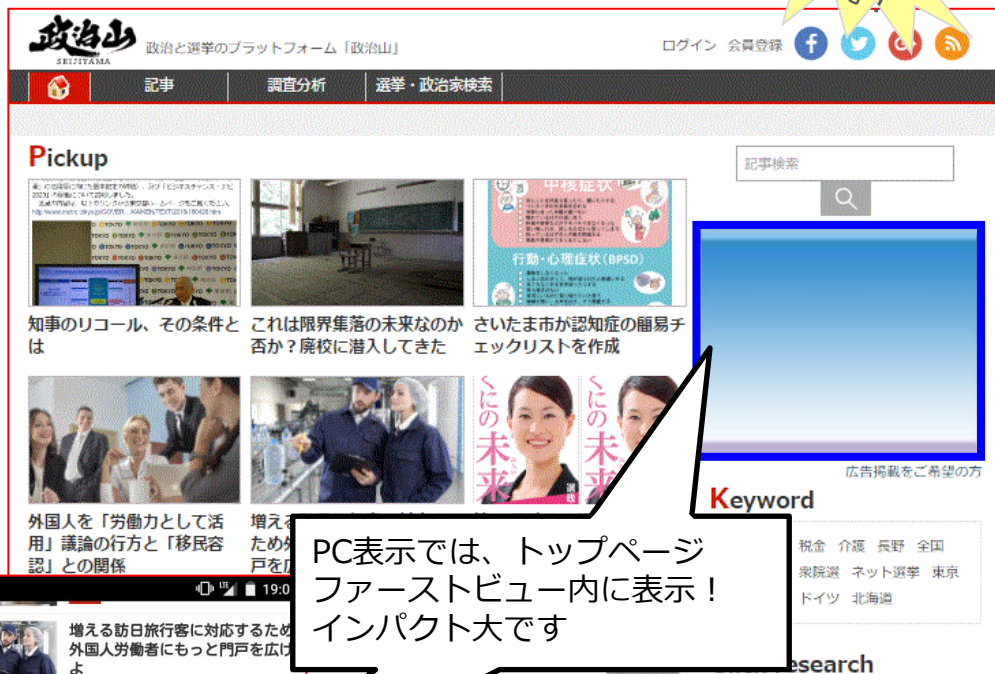 政治山
SEIJIYAMA
政治と選挙のプラットフォーム「政治山」
ログイン 会員登録
記事
調査分析
選挙・政治家検索
Pickup
記事検索
中核症状
行動・心理症状（BPSD）
知事のリコール、その条件と
は
これは限界集落の未来なのか
否か？廃校に潜入してきた
さいたま市が認知症の簡易チ
ェックリストを作成
くにの
未来
くにの
未来
広告掲載をご希望の方
Keyword
税金 介護 長野 全国
衆院選 ネット選挙 東京
ドイツ 北海道
外国人を「労働力として活
用」議論の行方と「移民容
認」との関係
増え
ため
戸を
PC表示では、トップページ
ファーストビュー内に表示！
インパクト大です
LTE 19:0
増える訪日旅行客に対応するため
外国人労働者にもっと門戸を広げ
よ
esearch